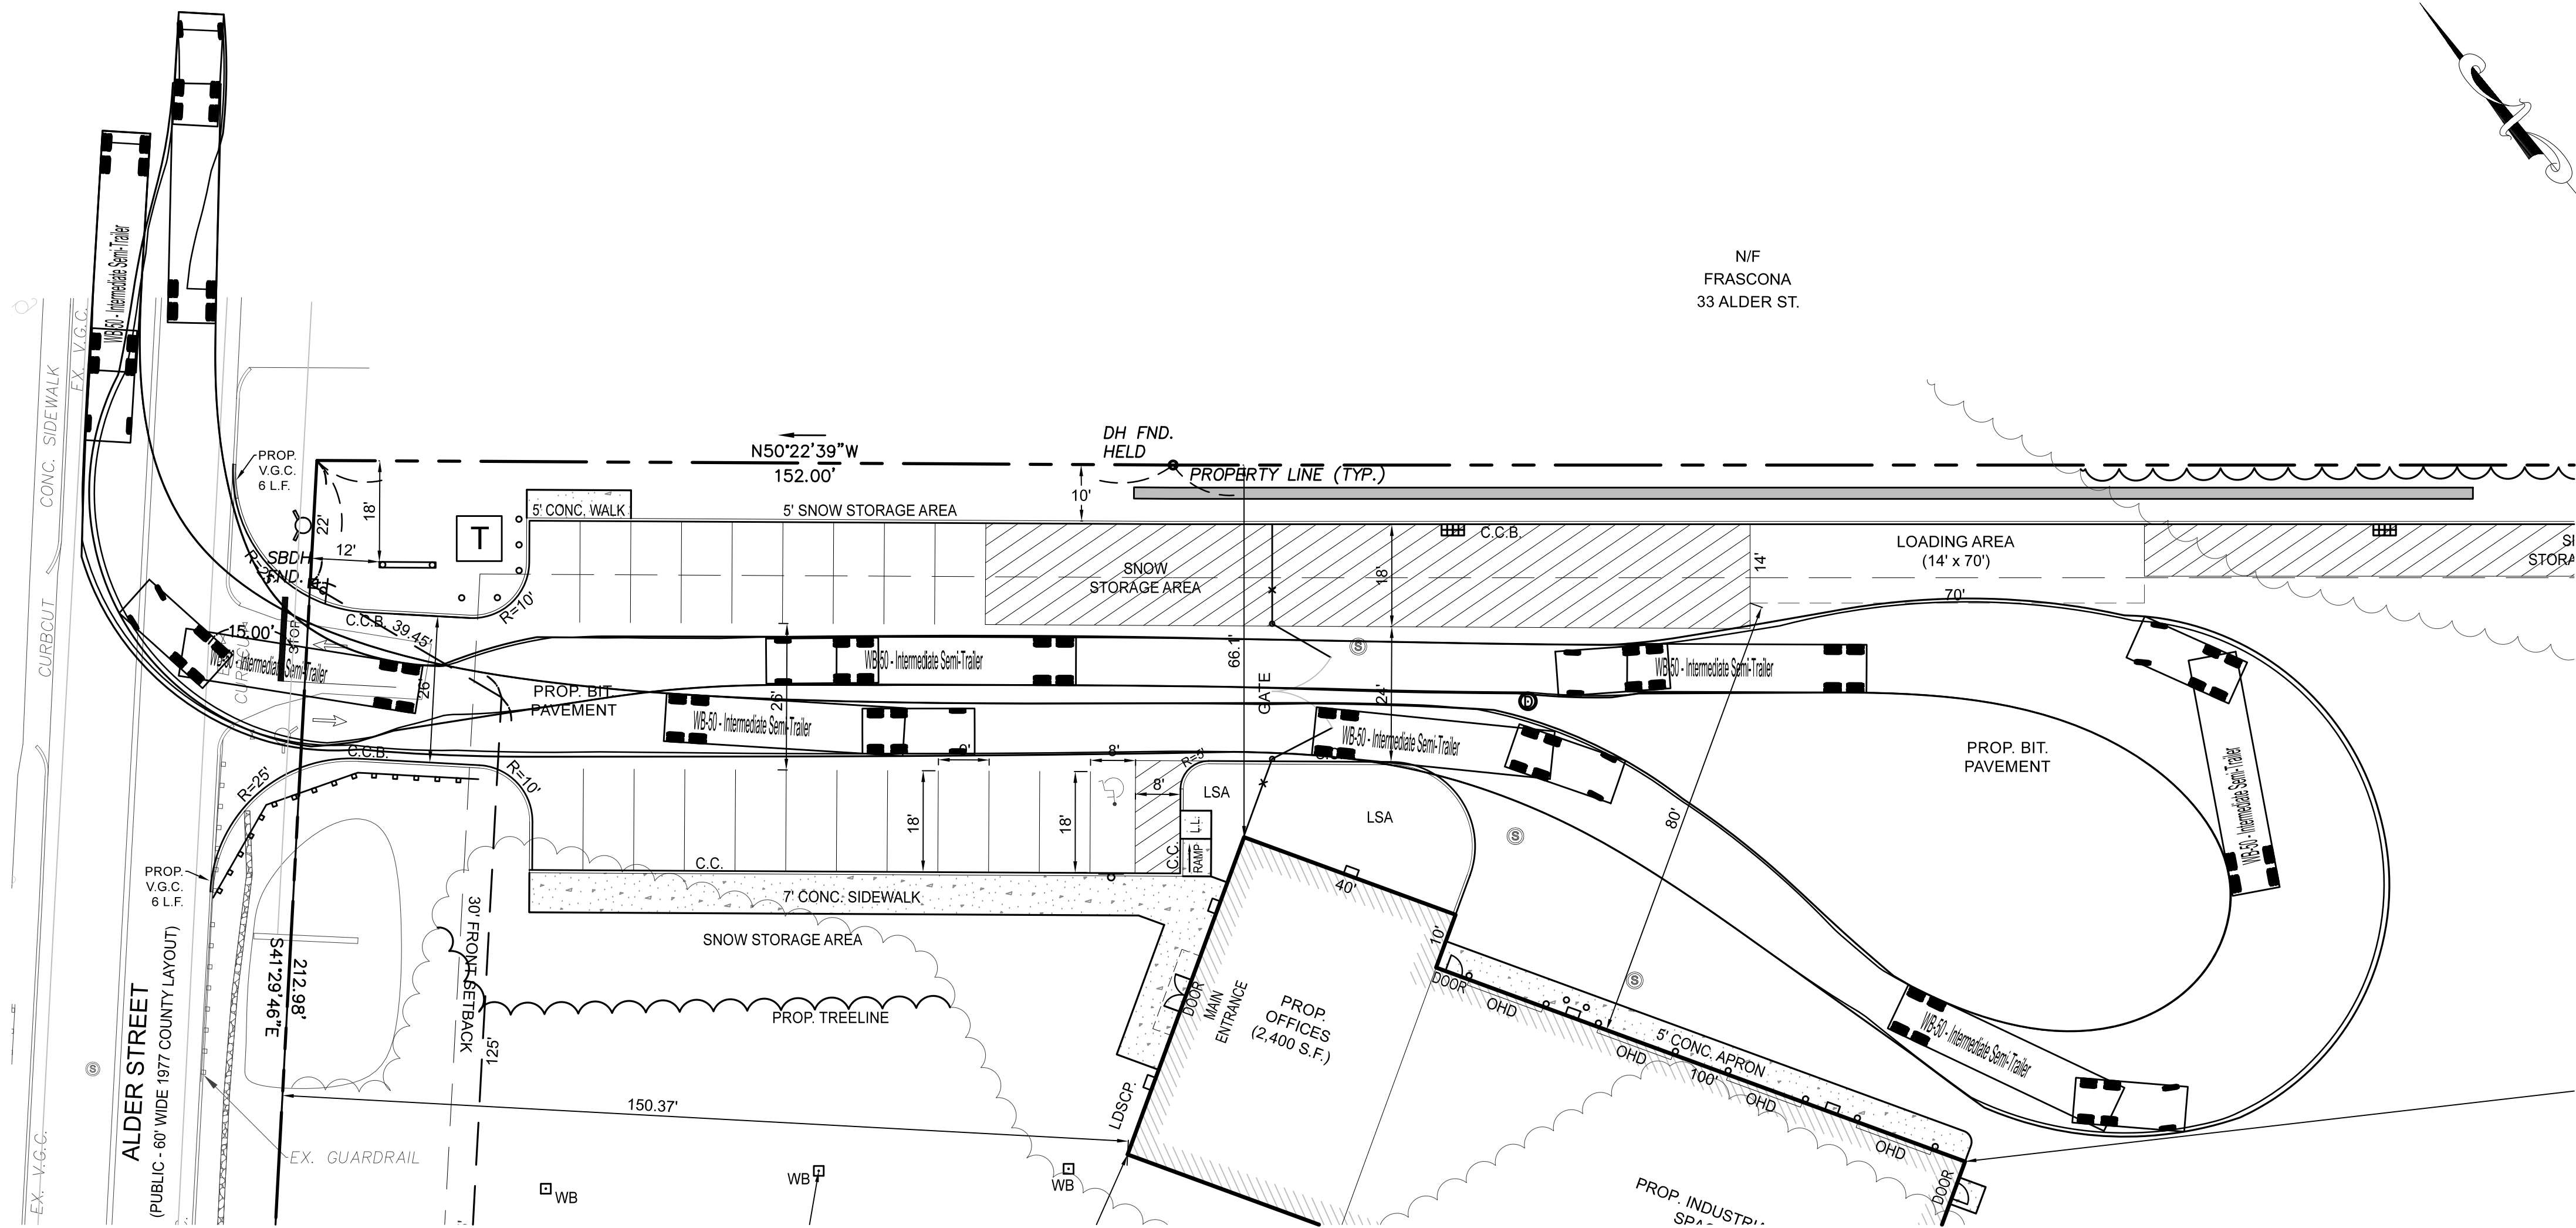 WB-50 - Intermediate Semi-Trailer
EX. V.G.C.
CONC. SIDEWALK
CURBCUT
N/F
FRASCONA
33 ALDER ST.
PROP.
V.G.C.
6 L.F.
N50°22'39"W
152.00'
DH FND.
HELD
PROPERTY LINE (TYP.)
10'
18'
22'
12'
T
5' CONC. WALK
5' SNOW STORAGE AREA
SBDH
FND.
R=10'
C.C.B.
39.45'
15.00'
STOP
WB-50 - Intermediate Semi-Trailer
26'
SNOW
STORAGE AREA
C.C.B.
18'
14'
LOADING AREA
(14' x 70')
70'
STORA
PROP. BIT.
PAVEMENT
WB-50 - Intermediate Semi-Trailer
WB-50 - Intermediate Semi-Trailer
26'
66.1'
GATE
24'
S
D
WB-50 - Intermediate Semi-Trailer
WB-50 - Intermediate Semi-Trailer
PROP. BIT.
PAVEMENT
WB-50 - Intermediate Semi-Trailer
C.C.B.
R=25'
R=10'
8'
8'
18'
18'
LSA
L.L.
RAMP
C.C.
LSA
S
80'
C.C.
7' CONC. SIDEWALK
SNOW STORAGE AREA
PROP.
V.G.C.
6 L.F.
30' FRONT SETBACK
125'
S41°29'46"E
212.98'
ALDER STREET
(PUBLIC - 60' WIDE 1977 COUNTY LAYOUT)
S
EX. V.G.C.
EX. GUARDRAIL
PROP. TREELINE
150.37'
WB
WB
WB
LDSCP.
DOOR
MAIN
ENTRANCE
40'
10'
PROP.
OFFICES
(2,400 S.F.)
DOOR
OHD
S
5' CONC. APRON
OHD
100'
OHD
OHD
DOOR
WB-50 - Intermediate Semi-Trailer
PROP. INDUSTRIA